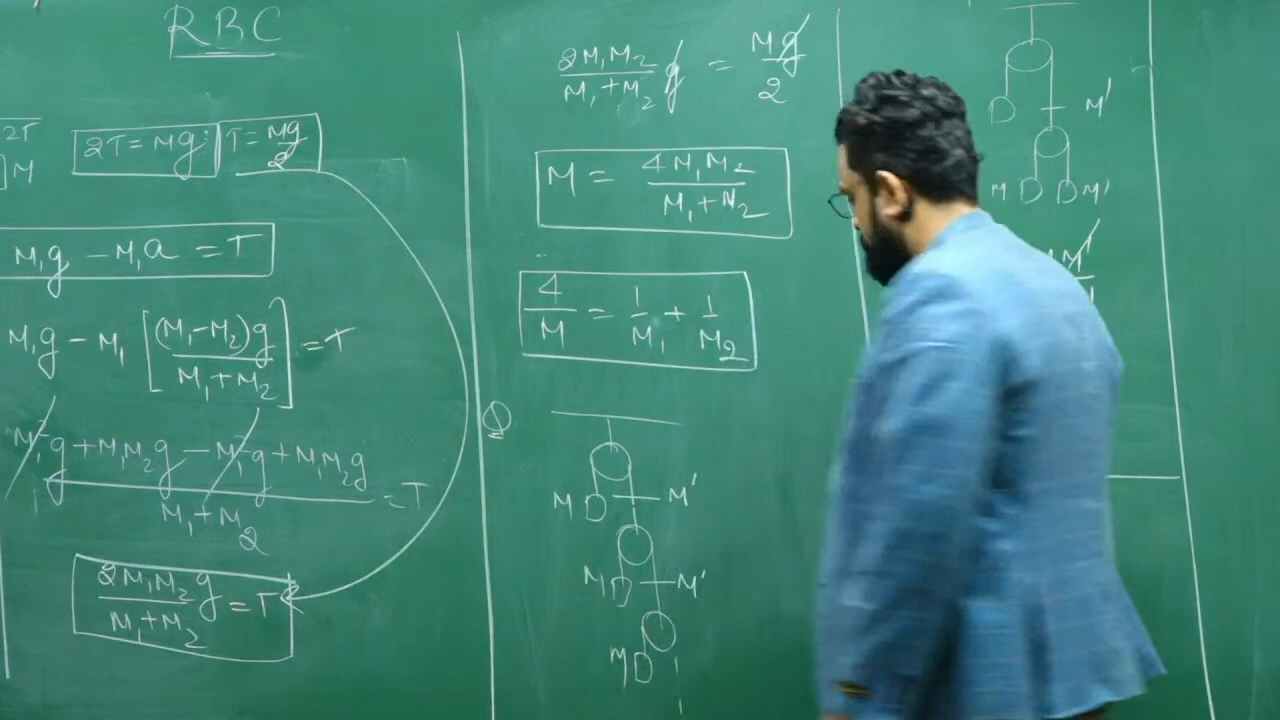 RBC
2T
M
2T = Mg
T = Mg/2
M₁g - M₁a = T
M₁g - M₁ [(M₁-M₂)g / M₁+M₂] = T
M₁²g + M₁M₂g - M₁²g + M₁M₂g / M₁+M₂ = T
2M₁M₂g / M₁+M₂ = T
2M₁M₂ / M₁+M₂ g = Mg / 2
M = 4M₁M₂ / M₁+M₂
4/M = 1/M₁ + 1/M₂
Q
M M'
M M'
M
M'
M M'
M'